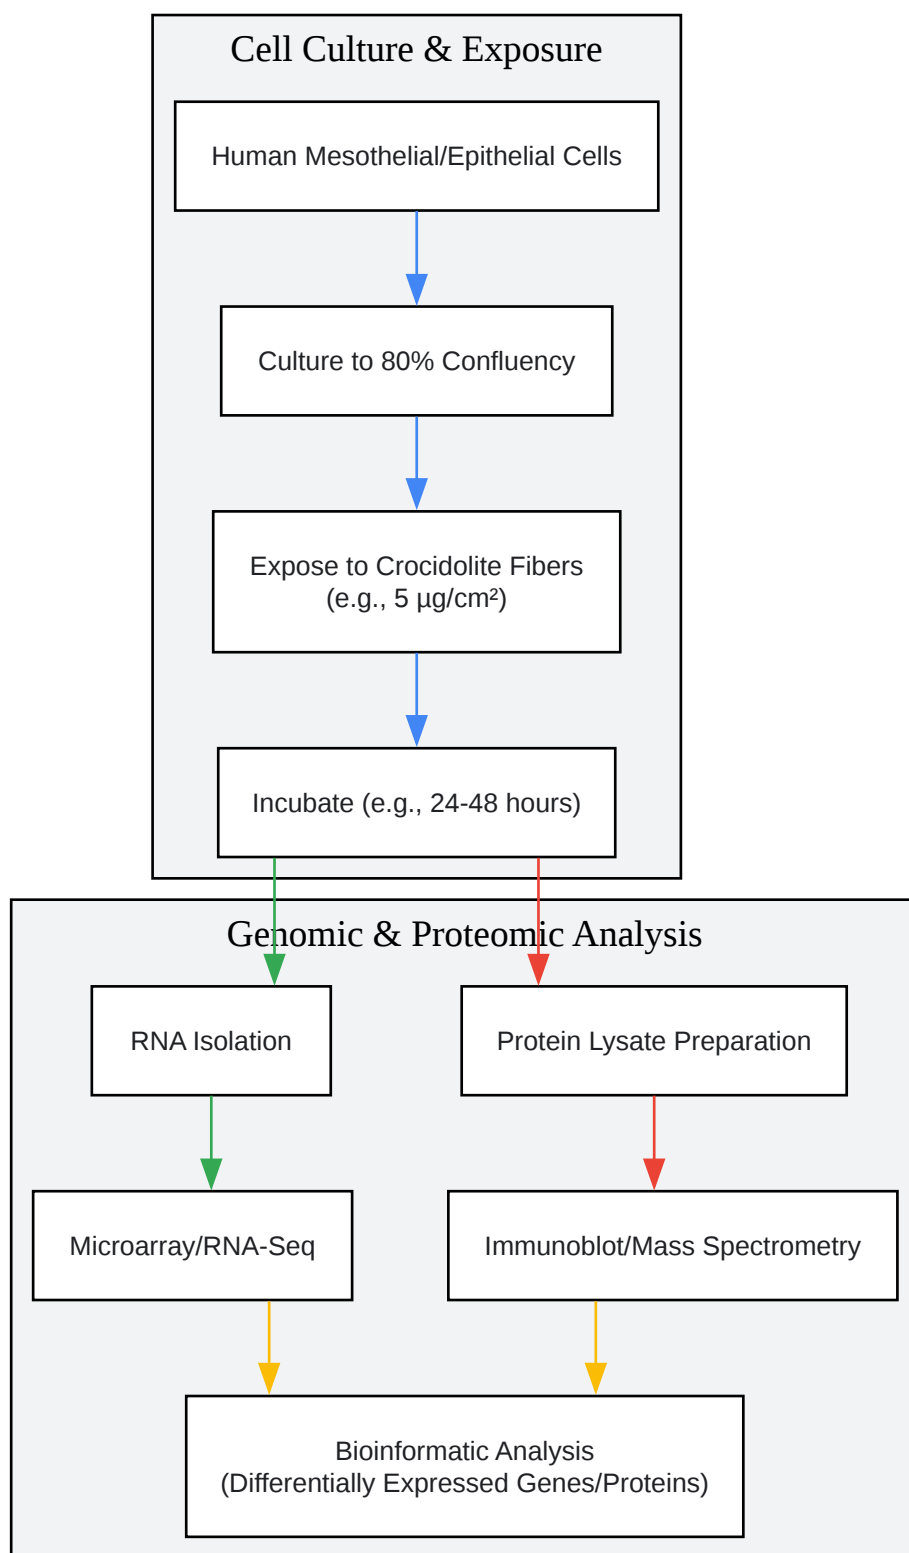 Cell Culture & Exposure
Human Mesothelial/Epithelial Cells
Culture to 80% Confluency
Expose to Crocidolite Fibers
(e.g., 5 µg/cm²)
Incubate (e.g., 24-48 hours)
Genomic & Proteomic Analysis
RNA Isolation
Protein Lysate Preparation
Microarray/RNA-Seq
Immunoblot/Mass Spectrometry
Bioinformatic Analysis
(Differentially Expressed Genes/Proteins)